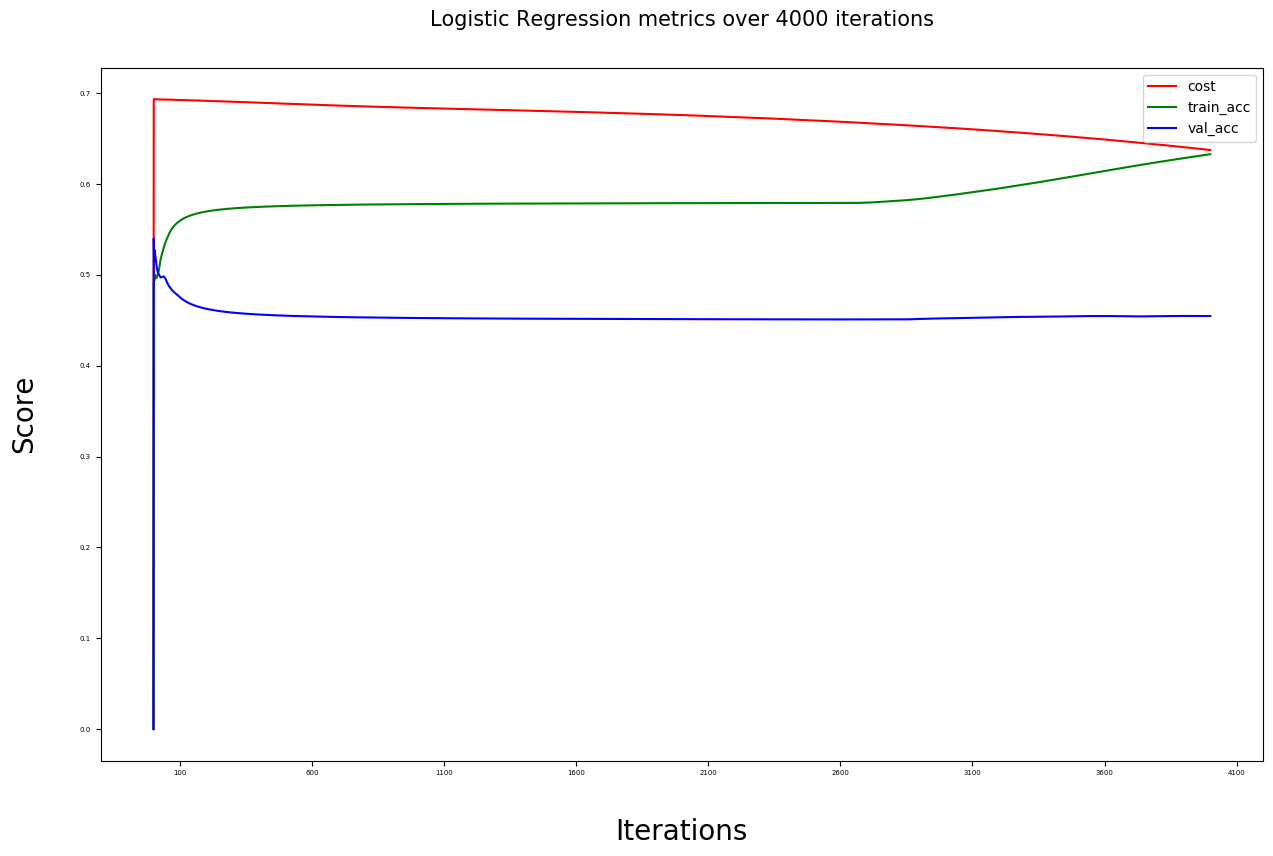 Logistic Regression metrics over 4000 iterations
cost
train_acc
val_acc
0.7
0.6
0.5
0.4
0.3
0.2
0.1
0.0
Score
100 600 1100 1600 2100 2600 3100 3600 4100
Iterations